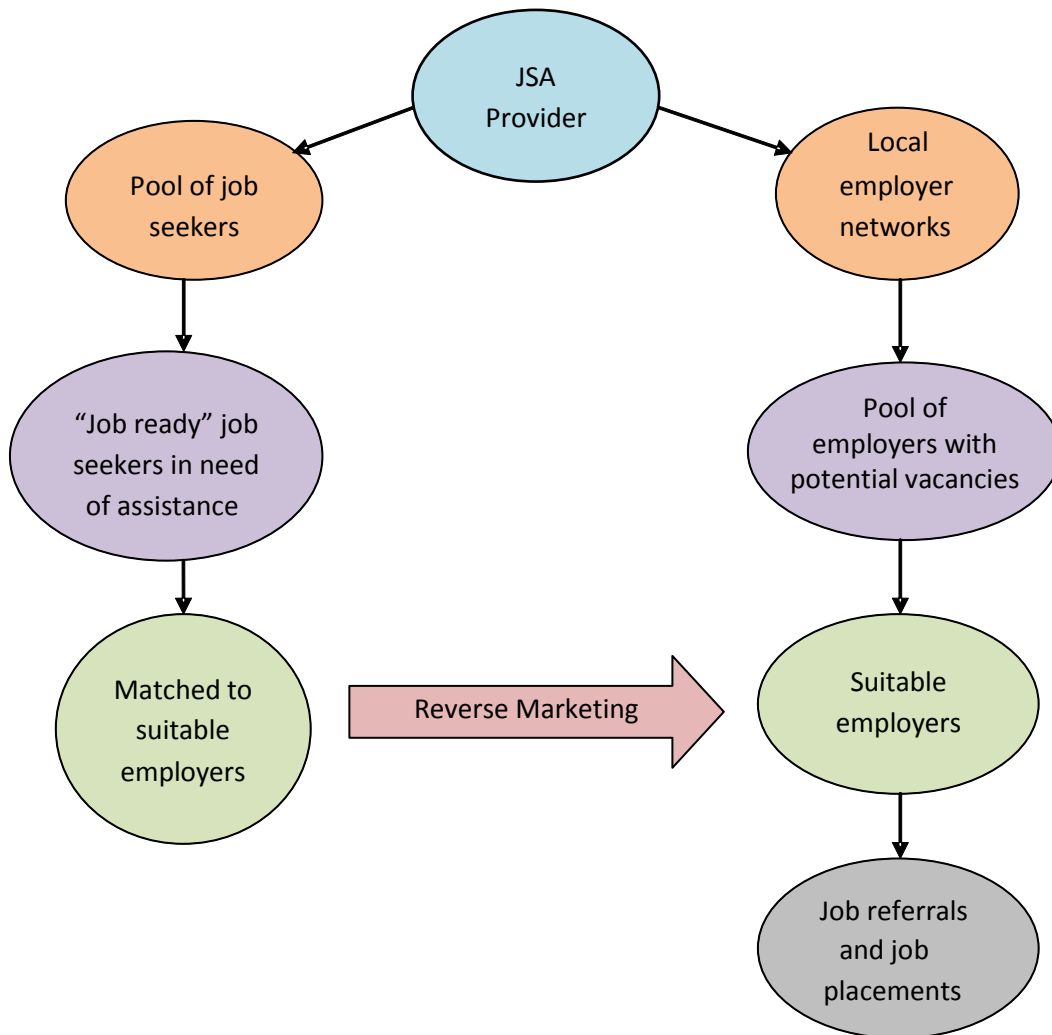 JSA
Provider
Pool of job
seekers
Local
employer
networks
“Job ready” job
seekers in need
of assistance
Pool of
employers with
potential vacancies
Matched to
suitable
employers
Reverse Marketing
Suitable
employers
Job referrals
and job
placements